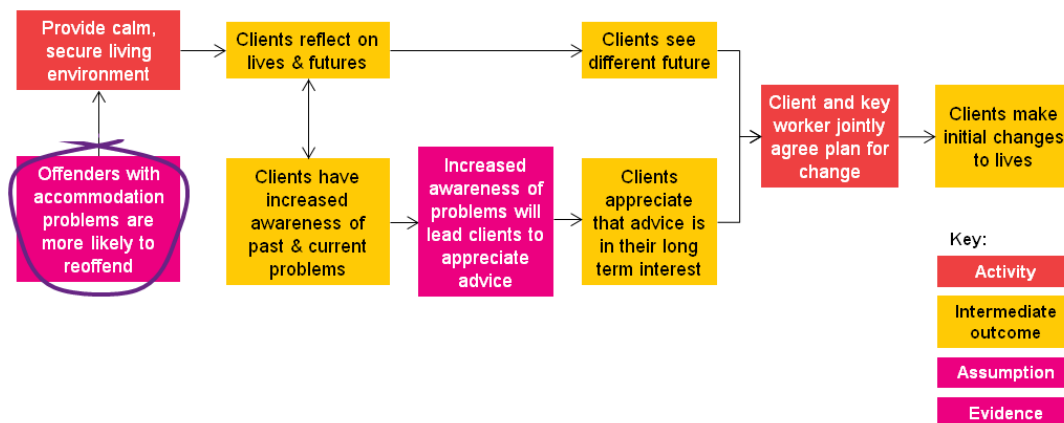 Provide calm,
secure living
environment
Clients reflect on
lives & futures
Clients see
different future
Client and key
worker jointly
agree plan for
change
Clients make
initial changes
to lives
Offenders with
accommodation
problems are
more likely to
reoffend
Clients have
increased
awareness of
past & current
problems
Increased
awareness of
problems will
lead clients to
appreciate
advice
Clients
appreciate
that advice is
in their long
term interest
Key:
Activity
Intermediate
outcome
Assumption
Evidence